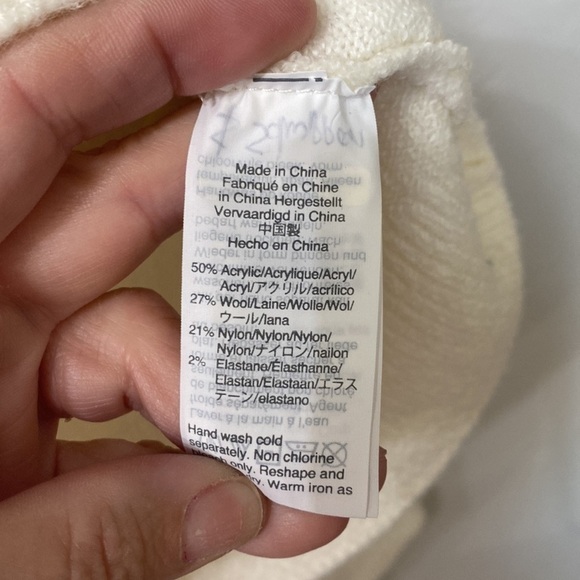 Made in China
Fabriqué en Chine
in China Hergestellt
Vervaardigd in China
中国製
Hecho en China
50% Acrylic/Acrylique/Acryl/
Acryl/アクリル/acrílico
27% Wool/Laine/Wolle/Wol/
ウール/lana
21% Nylon/Nylon/Nylon/
Nylon/ナイロン/nailon
2% Elastane/Élasthanne/
Elastan/Elastaan/エラス
テーン/elastano
Hand wash cold
separately. Non chlorine
only. Reshape and
Warm iron as